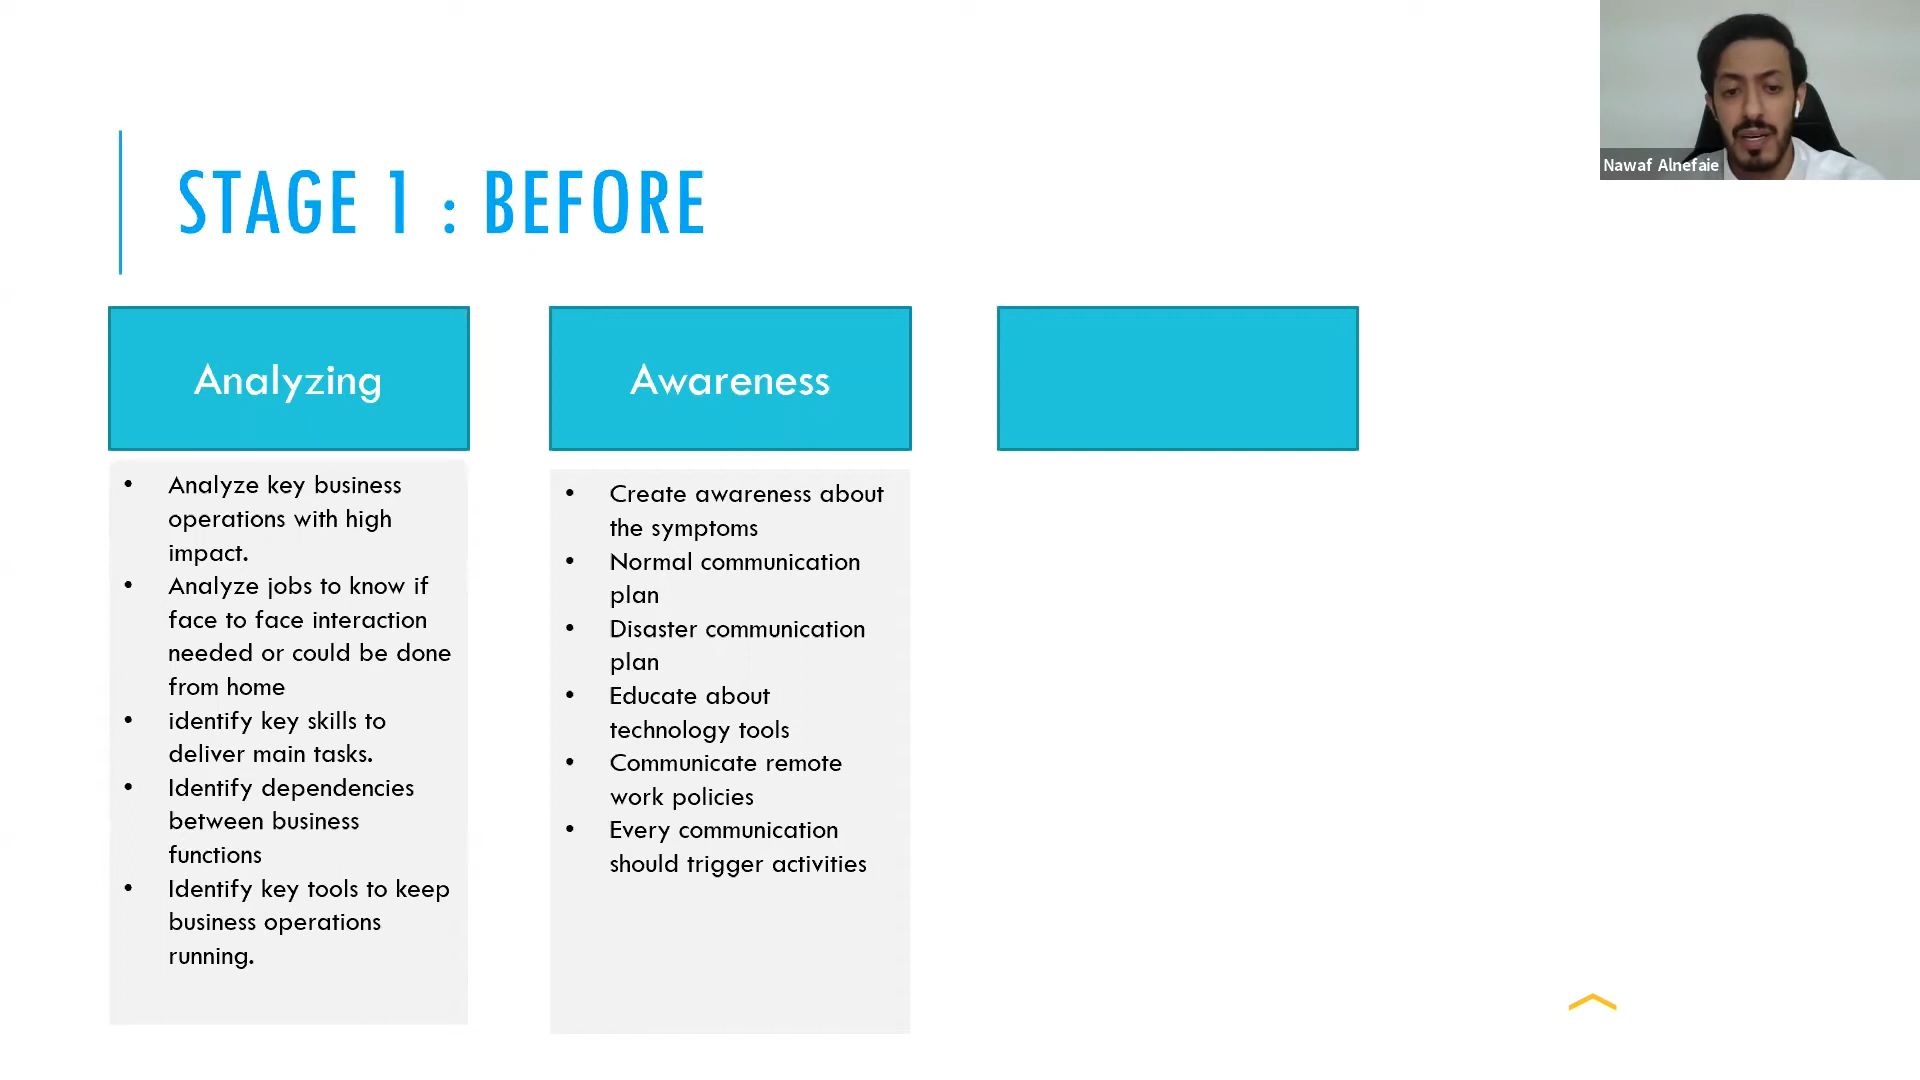 Nawaf Alnefaie
STAGE 1 : BEFORE
Analyzing
• Analyze key business
operations with high
impact.
• Analyze jobs to know if
face to face interaction
needed or could be done
from home
• identify key skills to
deliver main tasks.
• Identify dependencies
between business
functions
• Identify key tools to keep
business operations
running.
Awareness
• Create awareness about
the symptoms
• Normal communication
plan
• Disaster communication
plan
• Educate about
technology tools
• Communicate remote
work policies
• Every communication
should trigger activities